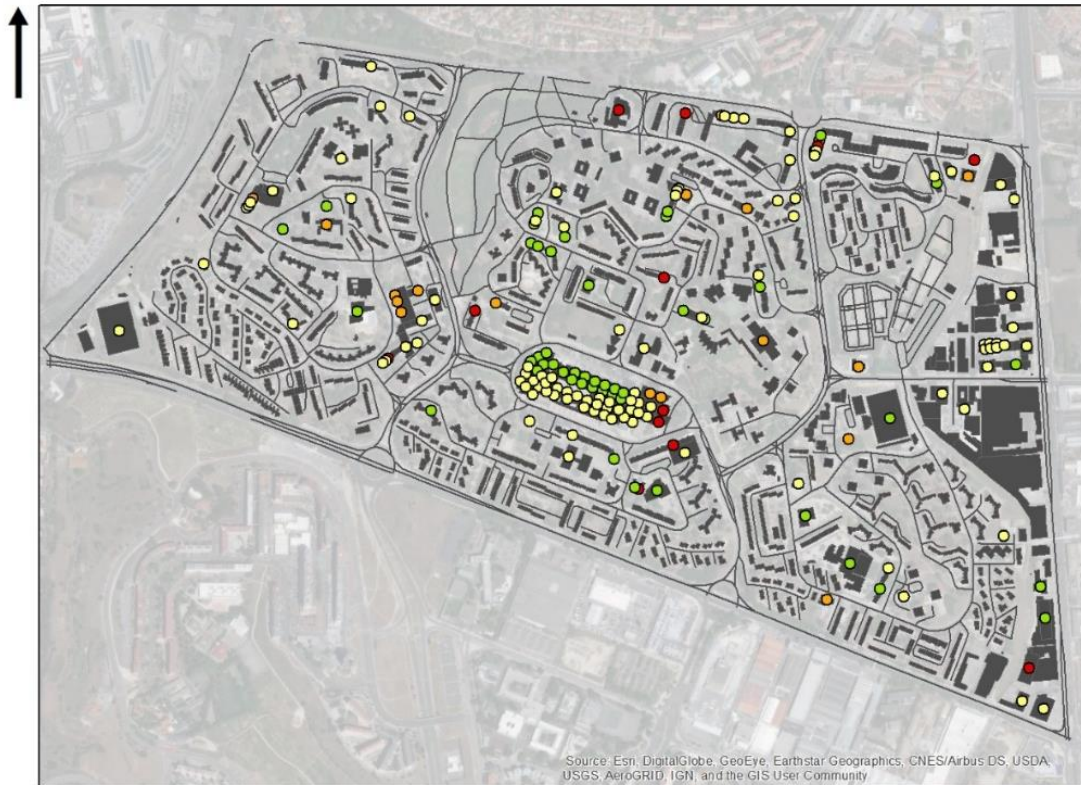 Source: Esri, DigitalGlobe, GeoEye, Earthstar Geographics, CNES/Airbus DS, USDA,
USGS, AeroGRID, IGN, and the GIS User Community